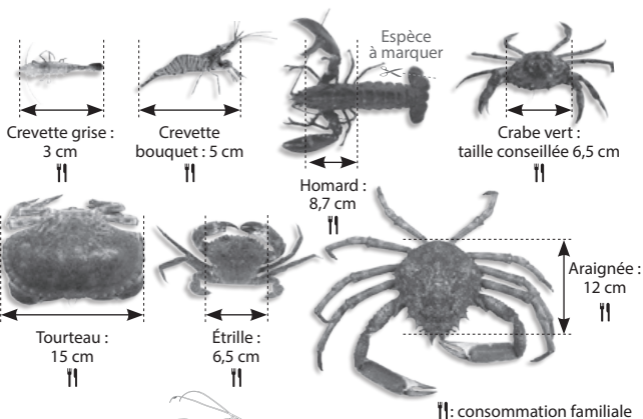 Espèce
à marquer
Crevette grise :
3 cm
Crevette
bouquet : 5 cm
Homard :
8,7 cm
Crabe vert :
taille conseillée 6,5 cm
Tourteau :
15 cm
Étrille :
6,5 cm
Araignée :
12 cm
: consommation familiale